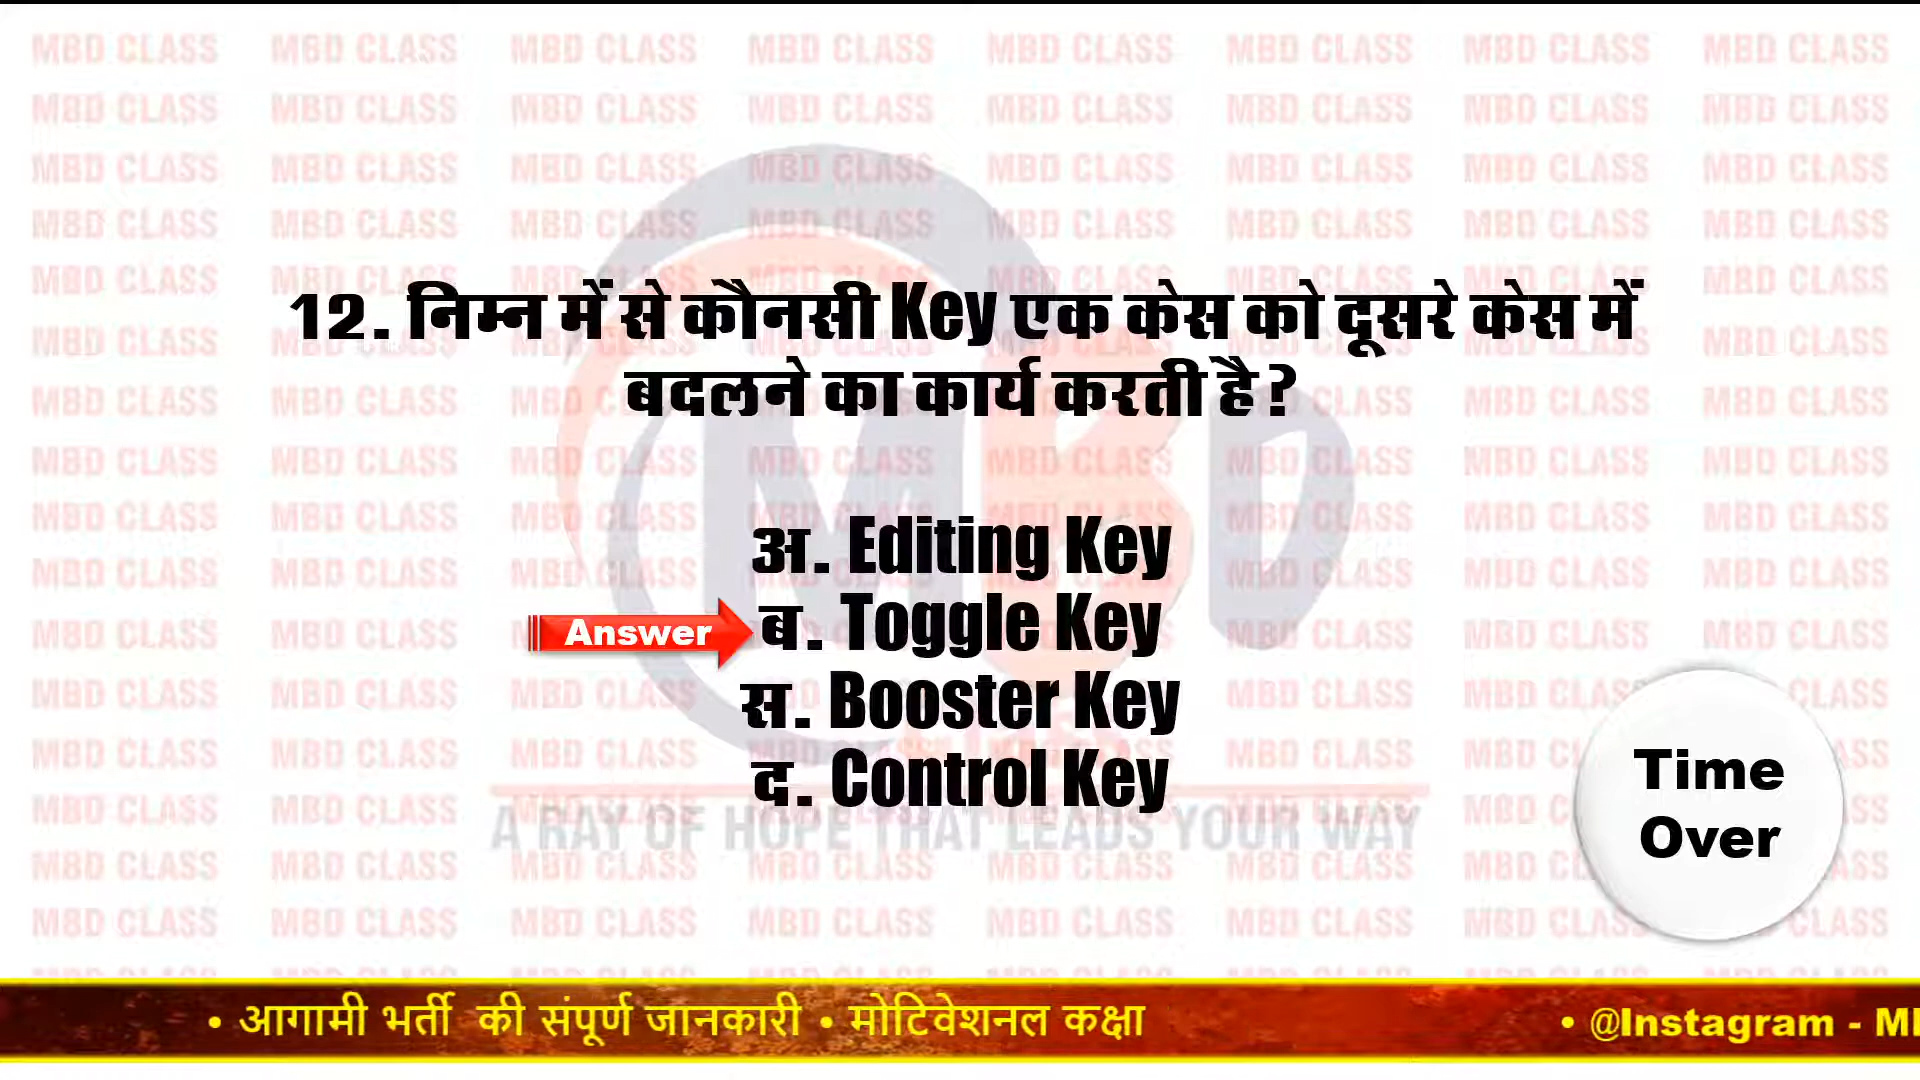 12. निम्न में से कौनसी Key एक केस को दूसरे केस में
बदलने का कार्य करती है ?
अ. Editing Key
Answer ब. Toggle Key
स. Booster Key
द. Control Key
Time
Over
A RAY OF HOPE THAT LEADS YOUR WAY
MBD
MBD CLASS
• आगामी भर्ती की संपूर्ण जानकारी • मोटिवेशनल कक्षा
• @Instagram -